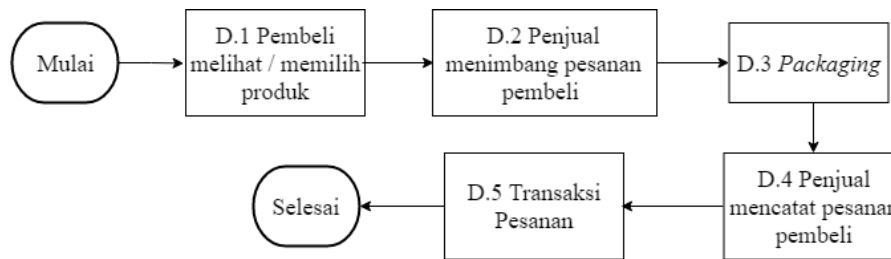 Mulai
D.1 Pembeli
melihat / memilih
produk
D.2 Penjual
menimbang pesanan
pembeli
D.3 Packaging
D.4 Penjual
mencatat pesanan
pembeli
D.5 Transaksi
Pesanan
Selesai